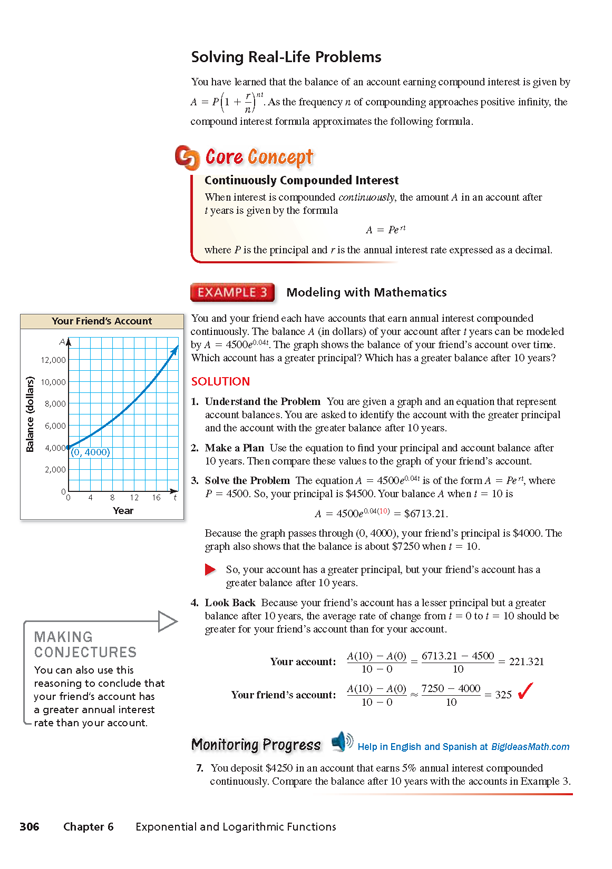 Solving Real-Life Problems
You have learned that the balance of an account earning compound interest is given by
A = P(1 + r/n)^nt. As the frequency n of compounding approaches positive infinity, the
compound interest formula approximates the following formula.
Core Concept
Continuously Compounded Interest
When interest is compounded continuously, the amount A in an account after
t years is given by the formula
A = Pe^rt
where P is the principal and r is the annual interest rate expressed as a decimal.
EXAMPLE 3 Modeling with Mathematics
You and your friend each have accounts that earn annual interest compounded
continuously. The balance A (in dollars) of your account after t years can be modeled
by A = 4500e^0.04t. The graph shows the balance of your friend's account over time.
Which account has a greater principal? Which has a greater balance after 10 years?
Your Friend's Account
Balance (dollars)
A
12,000
10,000
8,000
6,000
4,000
(0, 4000)
2,000
0
0 4 8 12 16 t
Year
SOLUTION
1. Understand the Problem You are given a graph and an equation that represent
account balances. You are asked to identify the account with the greater principal
and the account with the greater balance after 10 years.
2. Make a Plan Use the equation to find your principal and account balance after
10 years. Then compare these values to the graph of your friend's account.
3. Solve the Problem The equation A = 4500e^0.04t is of the form A = Pe^rt, where
P = 4500. So, your principal is $4500. Your balance A when t = 10 is
A = 4500e^0.04(10) = $6713.21.
Because the graph passes through (0, 4000), your friend's principal is $4000. The
graph also shows that the balance is about $7250 when t = 10.
So, your account has a greater principal, but your friend's account has a
greater balance after 10 years.
4. Look Back Because your friend's account has a lesser principal but a greater
balance after 10 years, the average rate of change from t = 0 to t = 10 should be
greater for your friend's account than for your account.
Your account: A(10) − A(0) / 10 − 0 = 6713.21 − 4500 / 10 = 221.321
Your friend's account: A(10) − A(0) / 10 − 0 ≈ 7250 − 4000 / 10 = 325 ✓
MAKING
CONJECTURES
You can also use this
reasoning to conclude that
your friend's account has
a greater annual interest
rate than your account.
Monitoring Progress Help in English and Spanish at BigIdeasMath.com
7. You deposit $4250 in an account that earns 5% annual interest compounded
continuously. Compare the balance after 10 years with the accounts in Example 3.
306 Chapter 6 Exponential and Logarithmic Functions